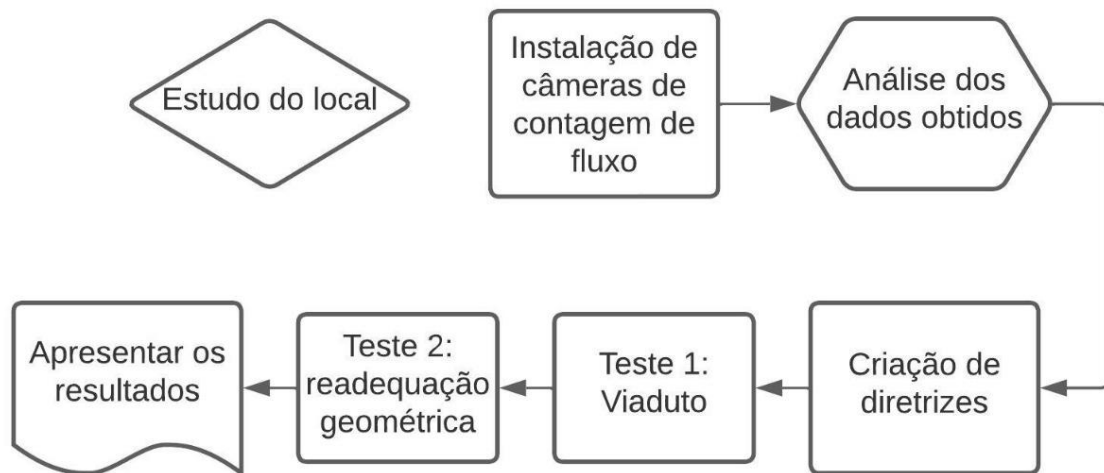 Estudo do local
Instalação de
câmeras de
contagem de
fluxo
Análise dos
dados obtidos
Apresentar os
resultados
Teste 2:
readequação
geométrica
Teste 1:
Viaduto
Criação de
diretrizes